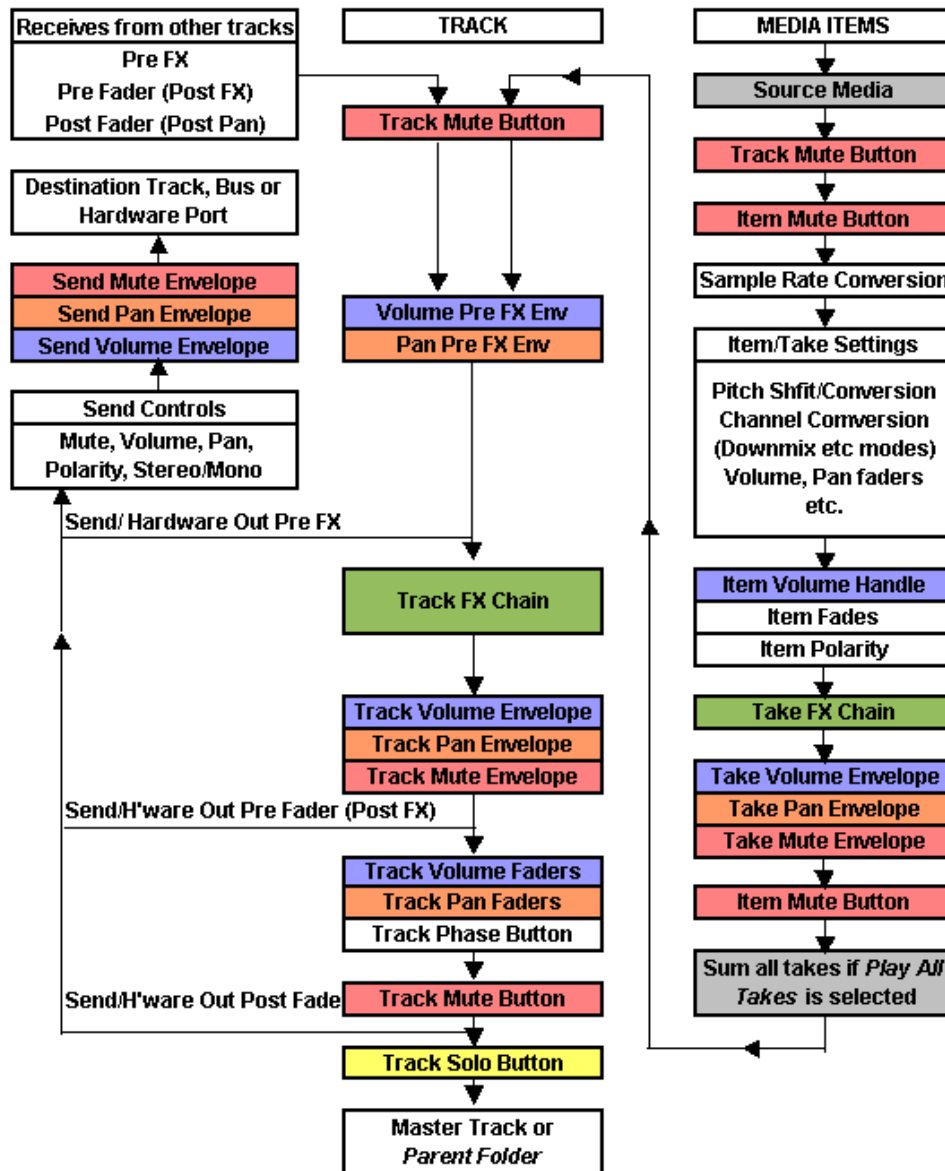 Receives from other tracks
Pre FX
Pre Fader (Post FX)
Post Fader (Post Pan)
Destination Track, Bus or
Hardware Port
Send Mute Envelope
Send Pan Envelope
Send Volume Envelope
Send Controls
Mute, Volume, Pan,
Polarity, Stereo/Mono
Send/ Hardware Out Pre FX
Send/H'ware Out Pre Fader (Post FX)
Send/H'ware Out Post Fade
TRACK
Track Mute Button
Volume Pre FX Env
Pan Pre FX Env
Track FX Chain
Track Volume Envelope
Track Pan Envelope
Track Mute Envelope
Track Volume Faders
Track Pan Faders
Track Phase Button
Track Mute Button
Track Solo Button
Master Track or
Parent Folder
MEDIA ITEMS
Source Media
Track Mute Button
Item Mute Button
Sample Rate Conversion
Item/Take Settings
Pitch Shfit/Conversion
Channel Comversion
(Downmix etc modes)
Volume, Pan faders
etc.
Item Volume Handle
Item Fades
Item Polarity
Take FX Chain
Take Volume Envelope
Take Pan Envelope
Take Mute Envelope
Item Mute Button
Sum all takes if Play All
Takes is selected